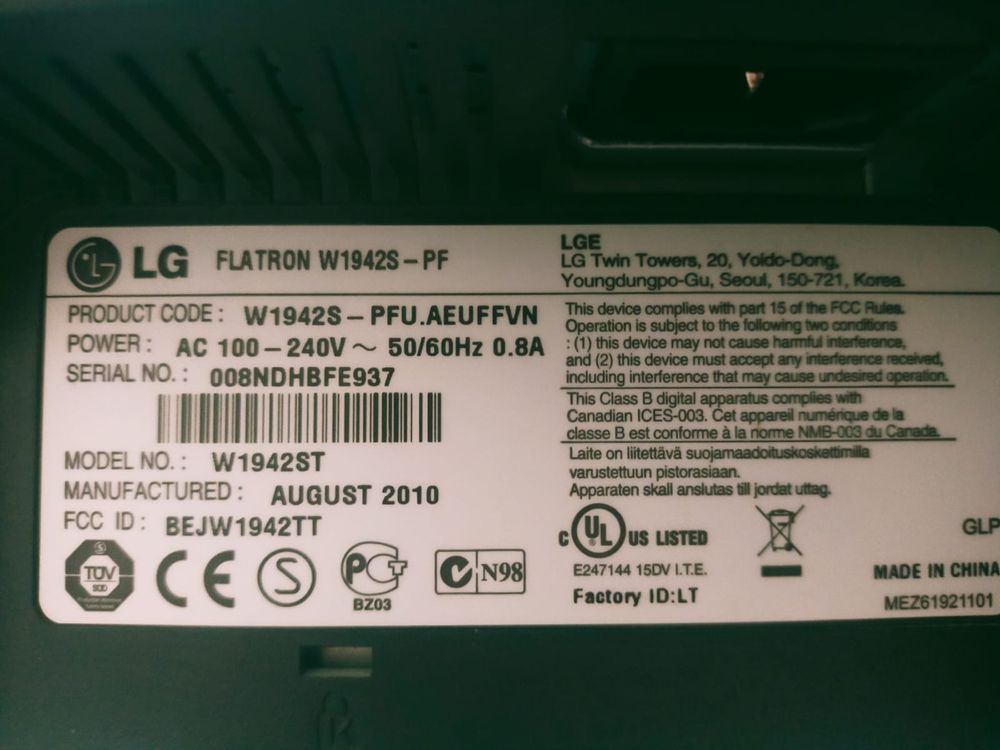 LG FLATRON W1942S-PF
LGE
LG Twin Towers, 20, Yoido-Dong,
Youngdungpo-Gu, Seoul, 150-721, Korea.
PRODUCT CODE : W1942S-PFU.AEUFFVN
POWER : AC 100-240V ~ 50/60Hz 0.8A
SERIAL NO. : 008NDHBFE937
MODEL NO. : W1942ST
MANUFACTURED : AUGUST 2010
FCC ID : BEJW1942TT
TÜV
SÜD
CE
S
PCT
BZ03
N98
This device complies with part 15 of the FCC Rules.
Operation is subject to the following two conditions
: (1) this device may not cause harmful interference,
and (2) this device must accept any interference received,
including interference that may cause undesired operation.
This Class B digital apparatus complies with
Canadian ICES-003. Cet appareil numérique de la
classe B est conforme à la norme NMB-003 du Canada.
Laite on liitettävä suojamaadoituskoskettimilla
varustettuun pistorasiaan.
Apparaten skall anslutas till jordat uttag.
C UL US LISTED
E247144 15DV I.T.E.
Factory ID:LT
GLP
MADE IN CHINA
MEZ61921101
K